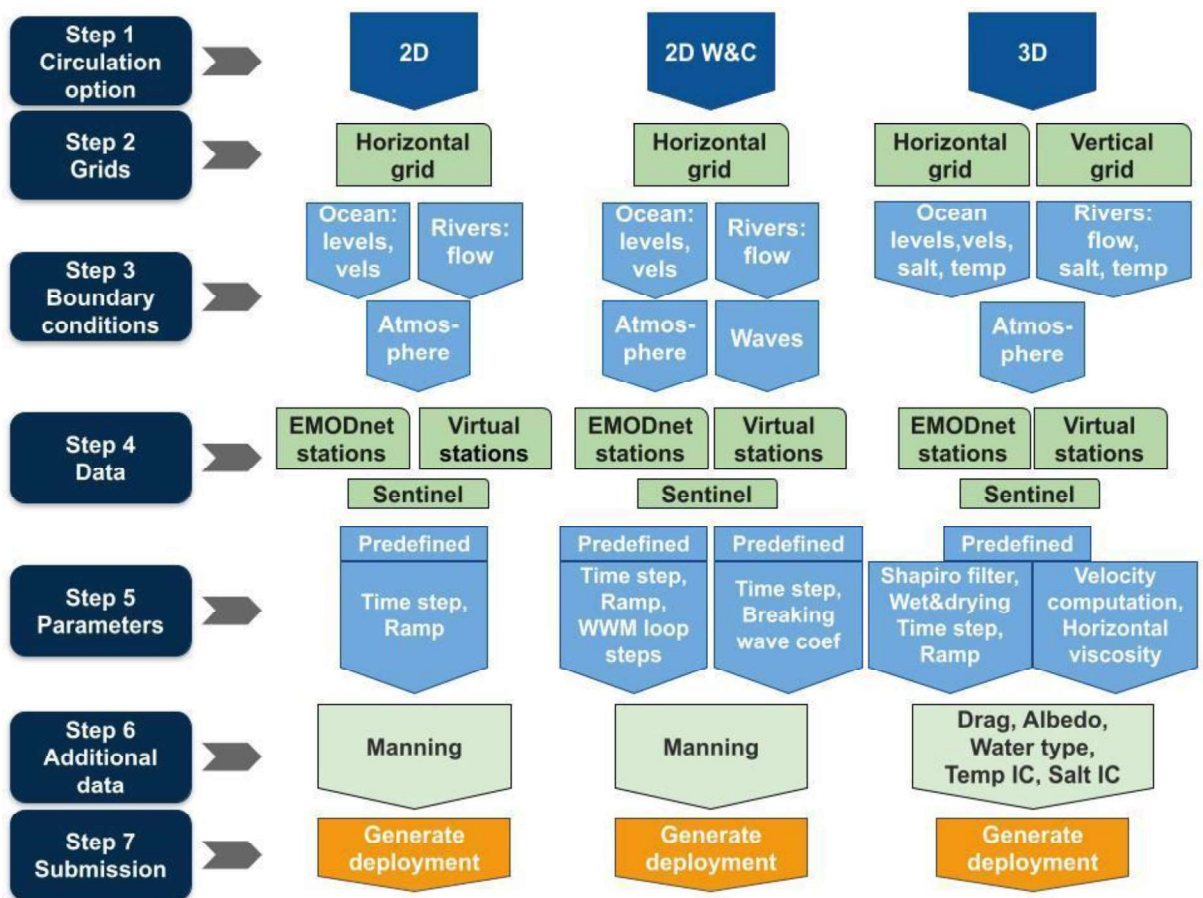 Step 1
Circulation
option
2D
2D W&C
3D
Step 2
Grids
Horizontal
grid
Horizontal
grid
Horizontal
grid
Vertical
grid
Step 3
Boundary
conditions
Ocean:
levels,
vels
Rivers:
flow
Atmos-
phere
Ocean:
levels,
vels
Rivers:
flow
Atmos-
phere
Waves
Ocean
levels,vels,
salt, temp
Rivers:
flow,
salt, temp
Atmos-
phere
Step 4
Data
EMODnet
stations
Virtual
stations
Sentinel
EMODnet
stations
Virtual
stations
Sentinel
EMODnet
stations
Virtual
stations
Sentinel
Step 5
Parameters
Predefined
Time step,
Ramp
Predefined
Time step,
Ramp,
WWM loop
steps
Predefined
Time step,
Breaking
wave coef
Predefined
Shapiro filter,
Wet&drying
Time step,
Ramp
Velocity
computation,
Horizontal
viscosity
Step 6
Additional
data
Manning
Manning
Drag, Albedo,
Water type,
Temp IC, Salt IC
Step 7
Submission
Generate
deployment
Generate
deployment
Generate
deployment